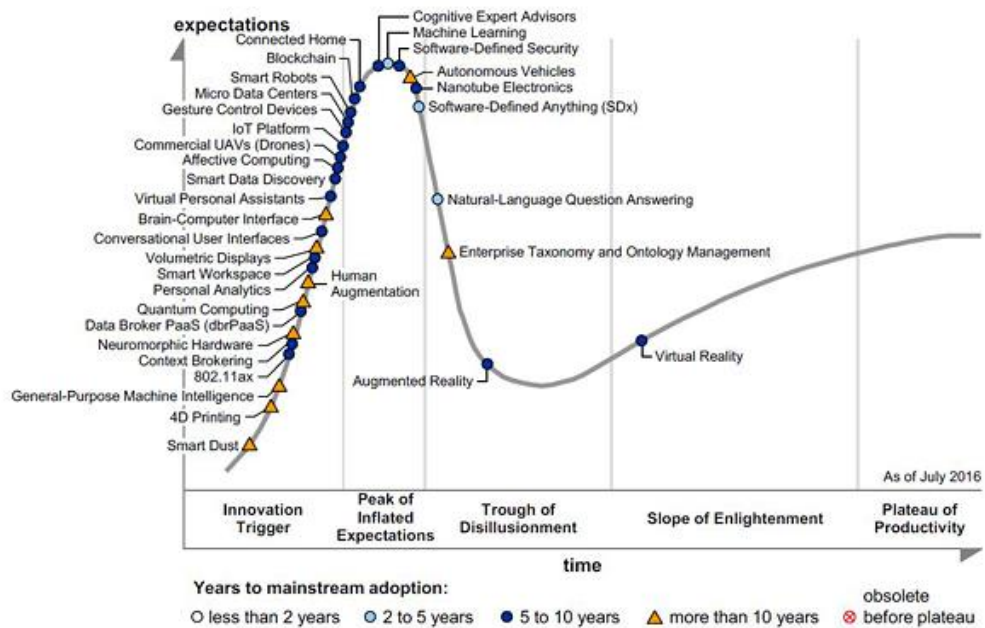 expectations
Cognitive Expert Advisors
Machine Learning
Software-Defined Security
Connected Home
Blockchain
Autonomous Vehicles
Smart Robots
Nanotube Electronics
Micro Data Centers
Gesture Control Devices
Software-Defined Anything (SDx)
IoT Platform
Commercial UAVs (Drones)
Affective Computing
Smart Data Discovery
Virtual Personal Assistants
Natural-Language Question Answering
Brain-Computer Interface
Conversational User Interfaces
Volumetric Displays
Enterprise Taxonomy and Ontology Management
Smart Workspace
Personal Analytics
Human
Augmentation
Quantum Computing
Data Broker PaaS (dbrPaaS)
Neuromorphic Hardware
Context Brokering
802.11ax
Virtual Reality
Augmented Reality
General-Purpose Machine Intelligence
4D Printing
Smart Dust
As of July 2016
Innovation
Trigger
Peak of
Inflated
Expectations
Trough of
Disillusionment
Slope of Enlightenment
Plateau of
Productivity
time
Years to mainstream adoption:
less than 2 years
2 to 5 years
5 to 10 years
more than 10 years
obsolete
before plateau